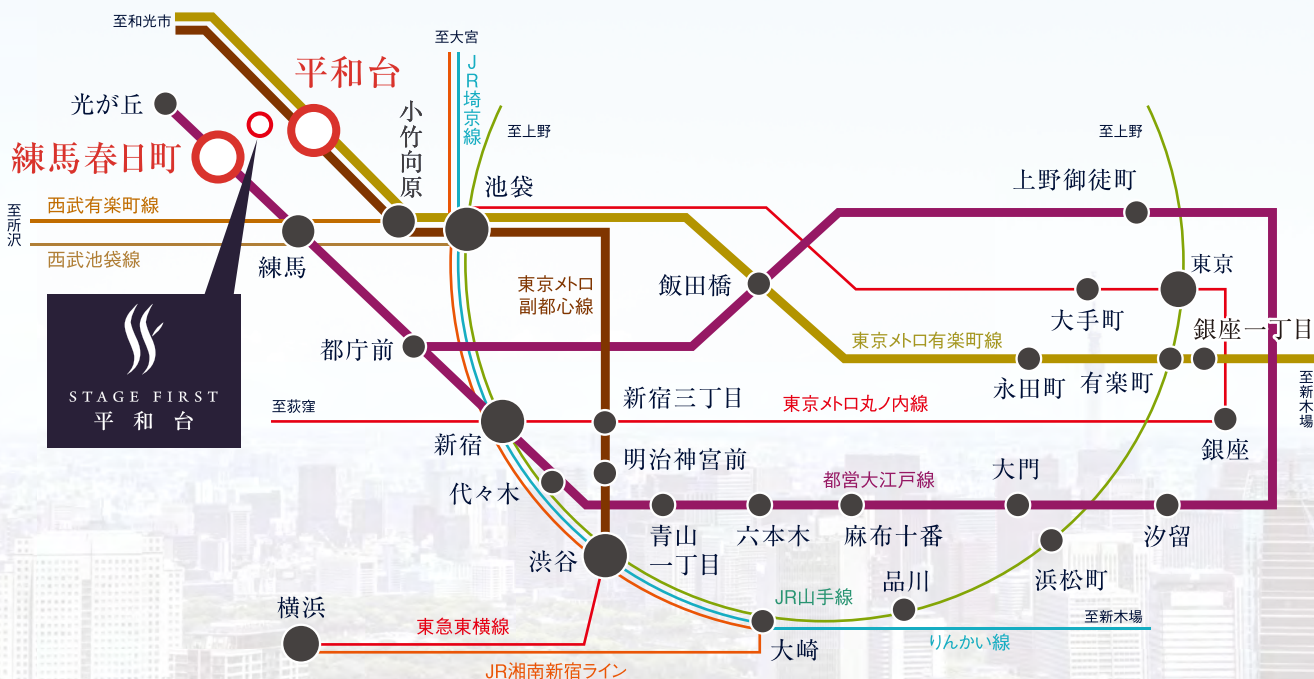 至和光市
至大宮
JR埼京線
平和台
光が丘
小竹向原
至上野
至上野
練馬春日町
池袋
上野御徒町
至所沢
西武有楽町線
西武池袋線
練馬
東京メトロ
副都心線
飯田橋
東京
大手町
銀座一丁目
都庁前
東京メトロ有楽町線
永田町
有楽町
至新木場
STAGE FIRST
平和台
至荻窪
新宿三丁目
東京メトロ丸ノ内線
新宿
銀座
明治神宮前
代々木
都営大江戸線
大門
青山
一丁目
六本木
麻布十番
汐留
渋谷
品川
浜松町
横浜
JR山手線
至新木場
東急東横線
大崎
りんかい線
JR湘南新宿ライン